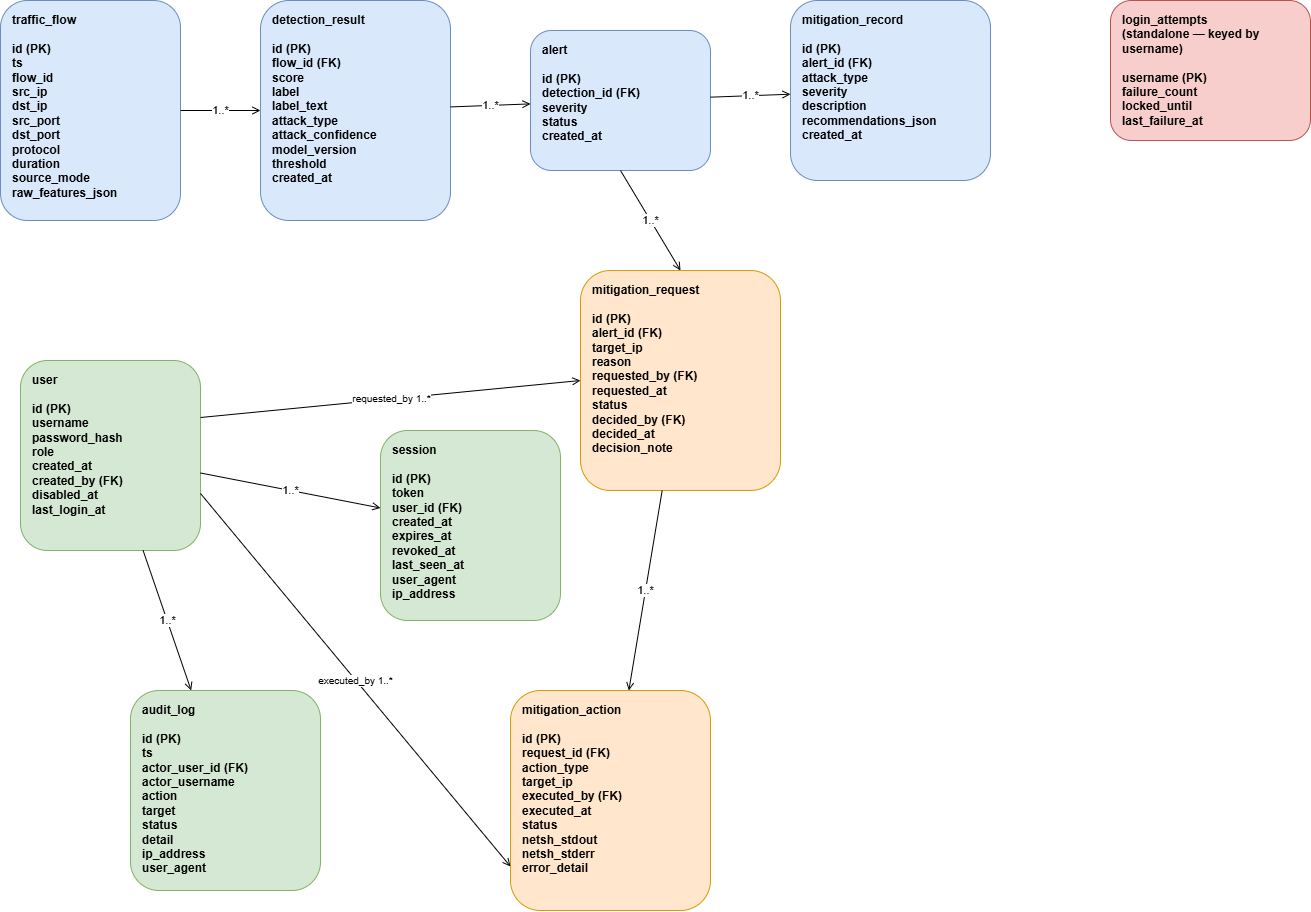 traffic_flow
id (PK)
ts
flow_id
src_ip
dst_ip
src_port
dst_port
protocol
duration
source_mode
raw_features_json
1..*
detection_result
id (PK)
flow_id (FK)
score
label
label_text
attack_type
attack_confidence
model_version
threshold
created_at
1..*
alert
id (PK)
detection_id (FK)
severity
status
created_at
1..*
mitigation_record
id (PK)
alert_id (FK)
attack_type
severity
description
recommendations_json
created_at
login_attempts
(standalone — keyed by
username)
username (PK)
failure_count
locked_until
last_failure_at
1..*
mitigation_request
id (PK)
alert_id (FK)
target_ip
reason
requested_by (FK)
requested_at
status
decided_by (FK)
decided_at
decision_note
user
id (PK)
username
password_hash
role
created_at
created_by (FK)
disabled_at
last_login_at
requested_by 1..*
1..*
session
id (PK)
token
user_id (FK)
created_at
expires_at
revoked_at
last_seen_at
user_agent
ip_address
1..*
1..*
executed_by 1..*
audit_log
id (PK)
ts
actor_user_id (FK)
actor_username
action
target
status
detail
ip_address
user_agent
mitigation_action
id (PK)
request_id (FK)
action_type
target_ip
executed_by (FK)
executed_at
status
netsh_stdout
netsh_stderr
error_detail